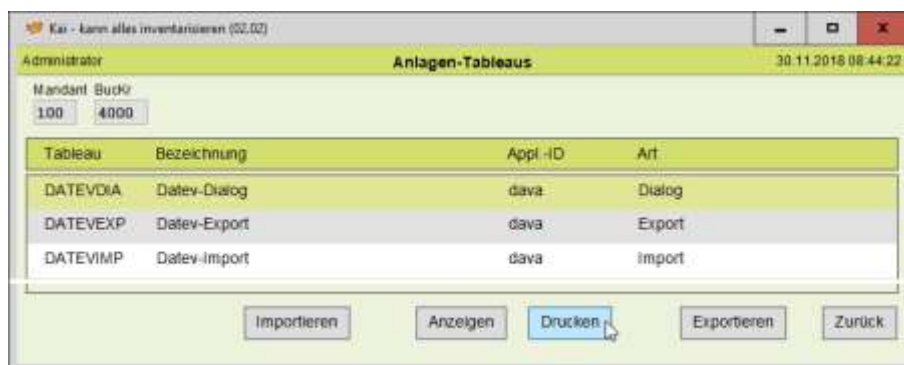 Kai - kann alles inventarisieren (02.02)
Administrator Anlagen-Tableaus 30.11.2018 08:44:22
Mandant BucKr
100 4000
Tableau Bezeichnung Appl.-ID Art
DATEVDIA Datev-Dialog dava Dialog
DATEVEXP Datev-Export dava Export
DATEVIMP Datev-Import dava Import
Importieren Anzeigen Drucken Exportieren Zurück